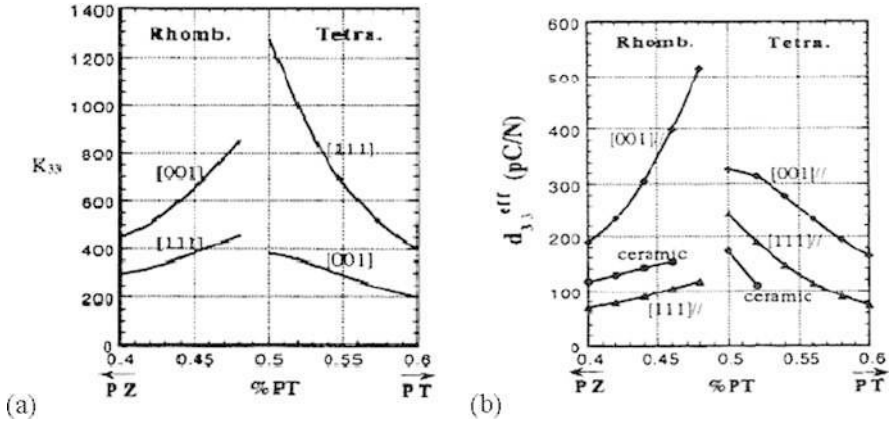 1400
1200
1000
800
600
400
200
0
K33
Rhomb.
Tetra.
[001]
[111]
[111]
[001]
0.4
0.45
0.5
0.55
0.6
PZ
%PT
PT
(a)
600
500
400
300
200
100
0
d33 eff (pC/N)
Rhomb.
Tetra.
[001]//
[001]//
[111]//
ceramic
ceramic
[111]//
0.4
0.45
0.5
0.55
0.6
PZ
%PT
PT
(b)